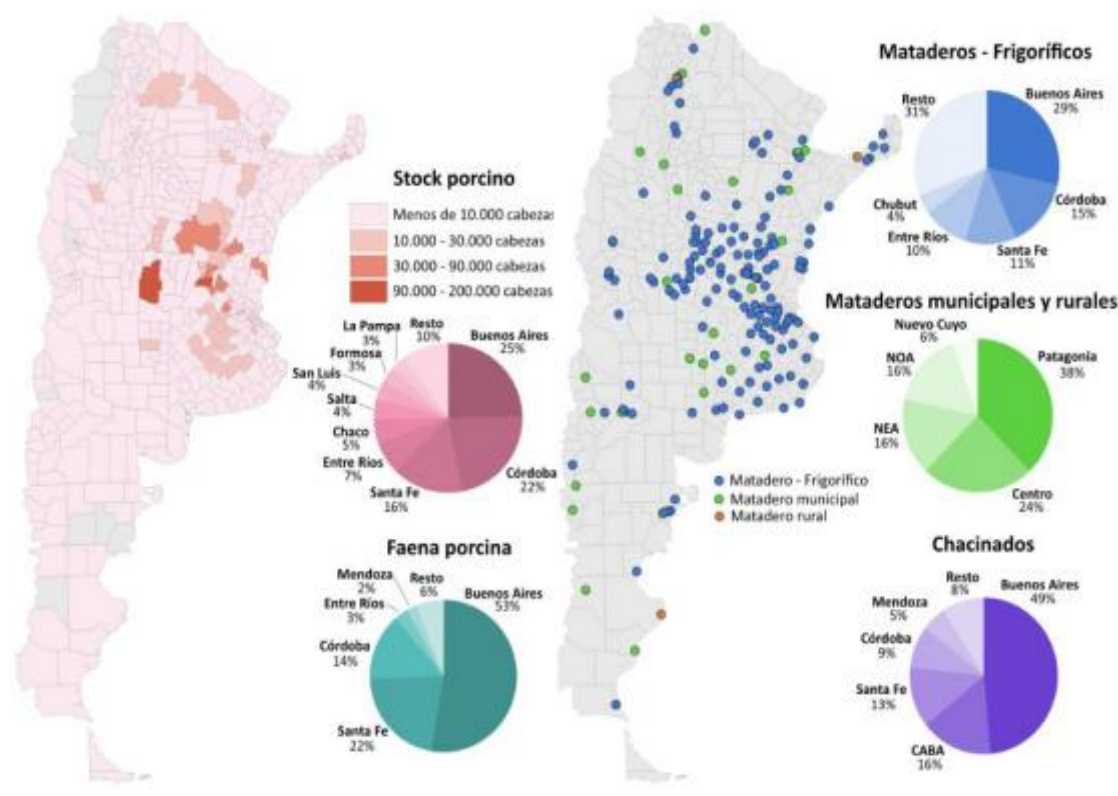 Stock porcino
Menos de 10.000 cabezas
10.000 - 30.000 cabezas
30.000 - 90.000 cabezas
90.000 - 200.000 cabezas
La Pampa
3%
Resto
10%
Buenos Aires
25%
Formosa
3%
San Luis
4%
Salta
4%
Chaco
5%
Entre Ríos
7%
Santa Fe
16%
Córdoba
22%
Faena porcina
Mendoza
2%
Resto
6%
Buenos Aires
53%
Entre Ríos
3%
Córdoba
14%
Santa Fe
22%
Mataderos - Frigoríficos
Resto
31%
Buenos Aires
29%
Chubut
4%
Córdoba
15%
Entre Ríos
10%
Santa Fe
11%
Mataderos municipales y rurales
Nuevo Cuyo
6%
Patagonia
38%
NOA
16%
NEA
16%
Centro
24%
Matadero - Frigorífico
Matadero municipal
Matadero rural
Chacinados
Resto
8%
Buenos Aires
49%
Mendoza
5%
Córdoba
9%
Santa Fe
13%
CABA
16%